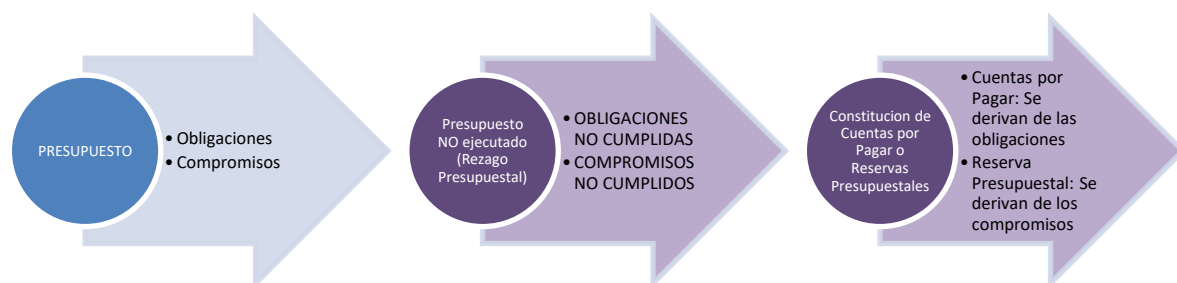 PRESUPUESTO
• Obligaciones
• Compromisos
Presupuesto
NO ejecutado
(Rezago
Presupuestal)
• OBLIGACIONES
NO CUMPLIDAS
• COMPROMISOS
NO CUMPLIDOS
Constitucion de
Cuentas por
Pagar o
Reservas
Presupuestales
• Cuentas por
Pagar: Se
derivan de las
obligaciones
• Reserva
Presupuestal: Se
derivan de los
compromisos